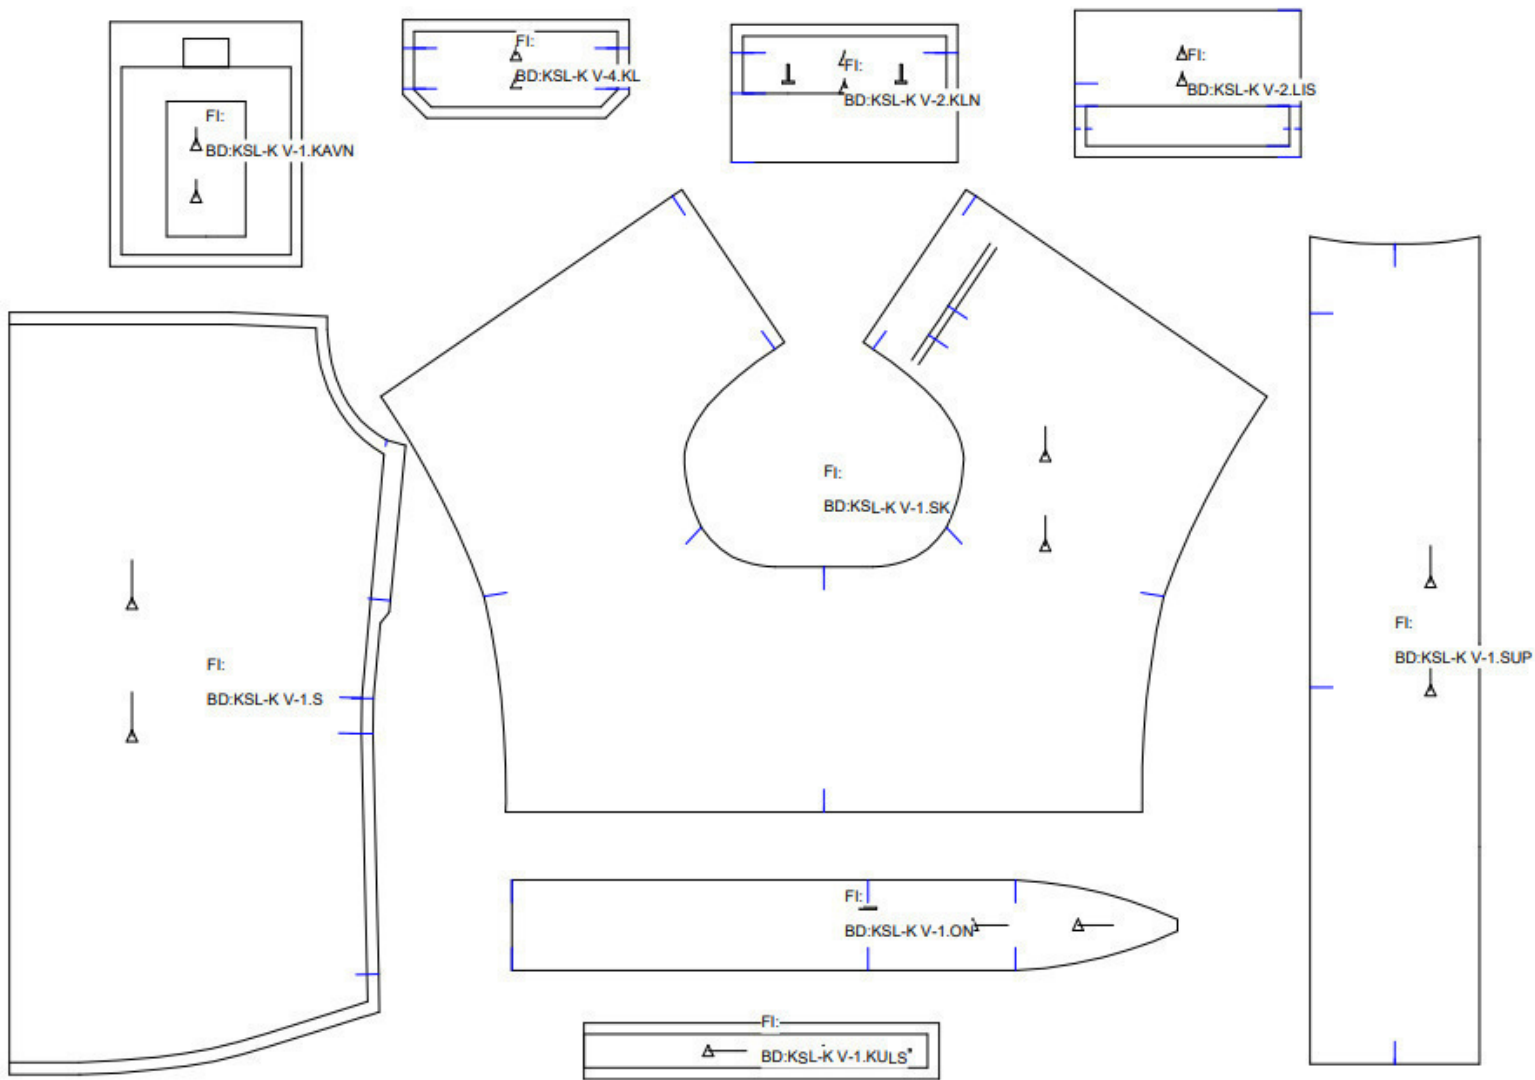 FI:
BD:KSL-K V-1.KAVN
FI:
BD:KSL-K V-4.KL
FI:
BD:KSL-K V-2.KLN
FI:
BD:KSL-K V-2.LIS
FI:
BD:KSL-K V-1.SK
FI:
BD:KSL-K V-1.S
FI:
BD:KSL-K V-1.SUP
FI:
BD:KSL-K V-1.ON
FI:
BD:KSL-K V-1.KULS